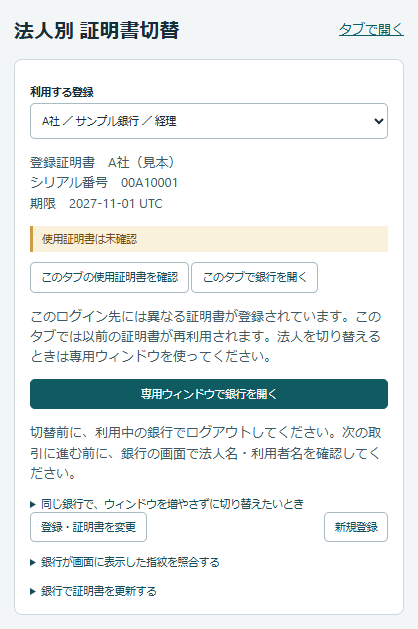 法人別 証明書切替
タブで開く
利用する登録
A社 ／ サンプル銀行 ／ 経理
登録証明書　A社（見本）
シリアル番号　00A10001
期限　2027-11-01 UTC
使用証明書は未確認
このタブの使用証明書を確認
このタブで銀行を開く
このログイン先には異なる証明書が登録されています。この
タブでは以前の証明書が再利用されます。法人を切り替える
ときは専用ウィンドウを使ってください。
専用ウィンドウで銀行を開く
切替前に、利用中の銀行でログアウトしてください。次の取
引に進む前に、銀行の画面で法人名・利用者名を確認してく
ださい。
同じ銀行で、ウィンドウを増やさずに切り替えたいとき
登録・証明書を変更
新規登録
銀行が画面に表示した指紋を照合する
銀行で証明書を更新する